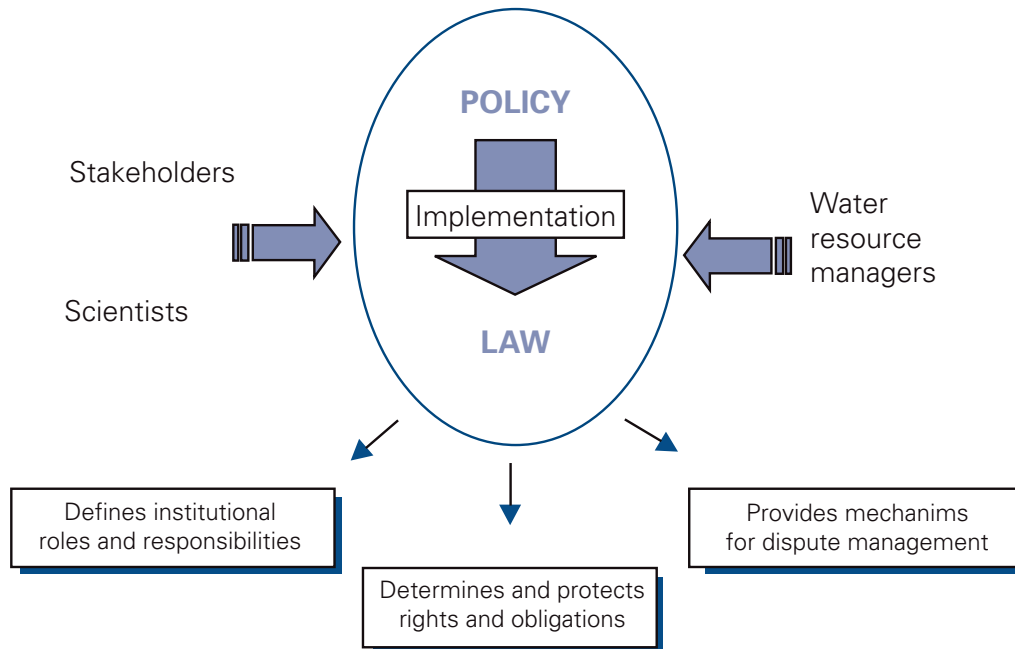 POLICY
Stakeholders
Implementation
Water
resource
managers
Scientists
LAW
Defines institutional
roles and responsibilities
Provides mechanims
for dispute management
Determines and protects
rights and obligations